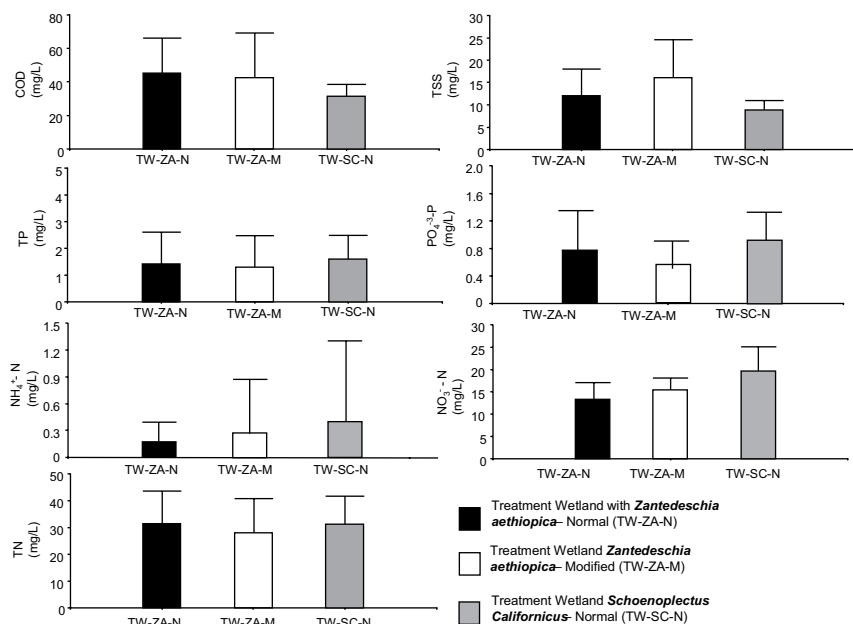 COD
(mg/L)
80
60
40
20
0
TW-ZA-N TW-ZA-M TW-SC-N
TSS
(mg/L)
30
25
20
15
10
5
0
TW-ZA-N TW-ZA-M TW-SC-N
TP
(mg/L)
5
4
2
1
0
TW-ZA-N TW-ZA-M TW-SC-N
PO₄⁻³-P
(mg/L)
2.0
1.6
1.2
0.8
0.4
0
TW-ZA-N TW-ZA-M TW-SC-N
NH₄⁺- N
(mg/L)
1.5
1.2
0.9
0.6
0.3
0
TW-ZA-N TW-ZA-M TW-SC-N
NO₃⁻ - N
(mg/L)
30
25
20
15
10
5
0
TW-ZA-N TW-ZA-M TW-SC-N
TN
(mg/L)
50
40
30
20
10
0
TW-ZA-N TW-ZA-M TW-SC-N
Treatment Wetland with Zantedeschia
aethiopica– Normal (TW-ZA-N)
Treatment Wetland Zantedeschia
aethiopica– Modified (TW-ZA-M)
Treatment Wetland Schoenoplectus
Californicus– Normal (TW-SC-N)